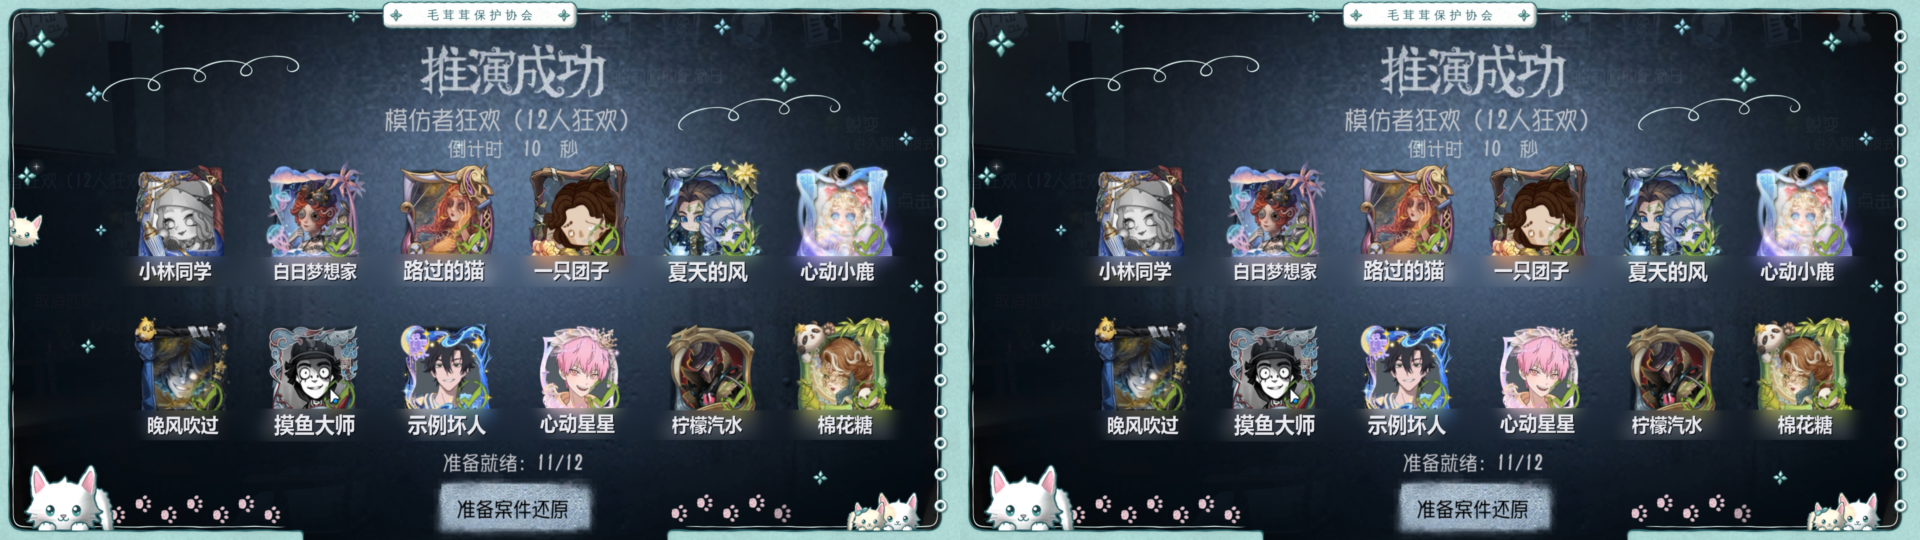 毛茸茸保护协会
推演成功
模仿者狂欢（12人狂欢）
倒计时 10 秒
小林同学 白日梦想家 路过的猫 一只团子 夏天的风 心动小鹿
晚风吹过 摸鱼大师 示例坏人 心动星星 柠檬汽水 棉花糖
准备就绪：11/12
准备案件还原
毛茸茸保护协会
推演成功
模仿者狂欢（12人狂欢）
倒计时 10 秒
小林同学 白日梦想家 路过的猫 一只团子 夏天的风 心动小鹿
晚风吹过 摸鱼大师 示例坏人 心动星星 柠檬汽水 棉花糖
准备就绪：11/12
准备案件还原